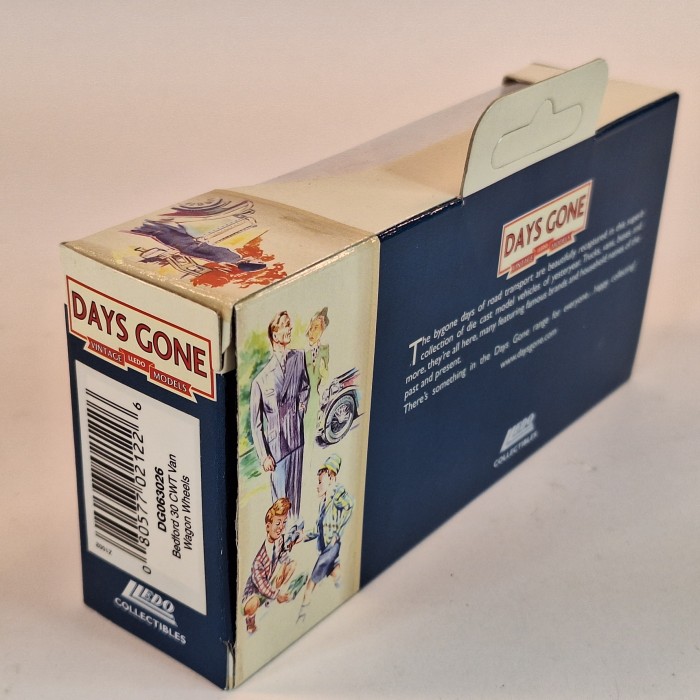 DAYS GONE
VINTAGE LLEDO MODELS
0 80577 02122 6
DG063026
Bedford 30 CWT Van
Wagon Wheels
LLEDO
COLLECTIBLES
DAYS GONE
The bygone days of road transport are beautifully recaptured in this superb
collection of die cast model vehicles of yesteryear. Trucks, vans, buses and
more, they're all here, many featuring famous brands and household names of the
past and present.
There's something in the Days Gone range for everyone... happy collecting!
www.daysgone.com
LLEDO
COLLECTIBLES